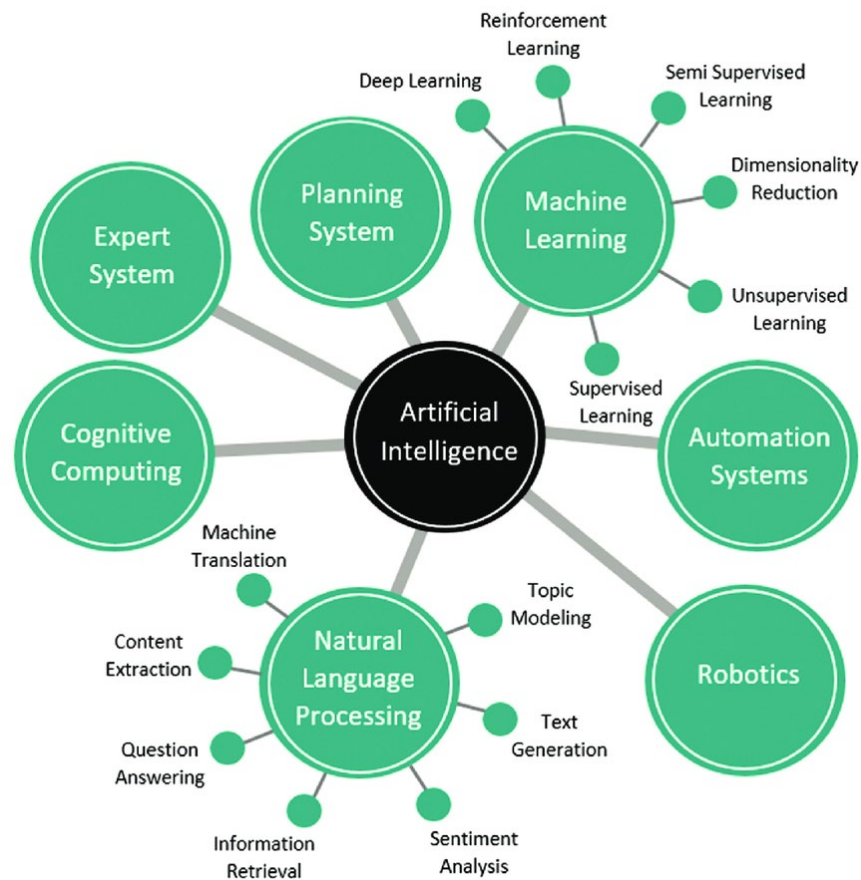 Reinforcement
Learning
Deep Learning
Semi Supervised
Learning
Planning
System
Machine
Learning
Dimensionality
Reduction
Expert
System
Unsupervised
Learning
Supervised
Learning
Artificial
Intelligence
Cognitive
Computing
Automation
Systems
Machine
Translation
Topic
Modeling
Content
Extraction
Natural
Language
Processing
Robotics
Question
Answering
Text
Generation
Information
Retrieval
Sentiment
Analysis